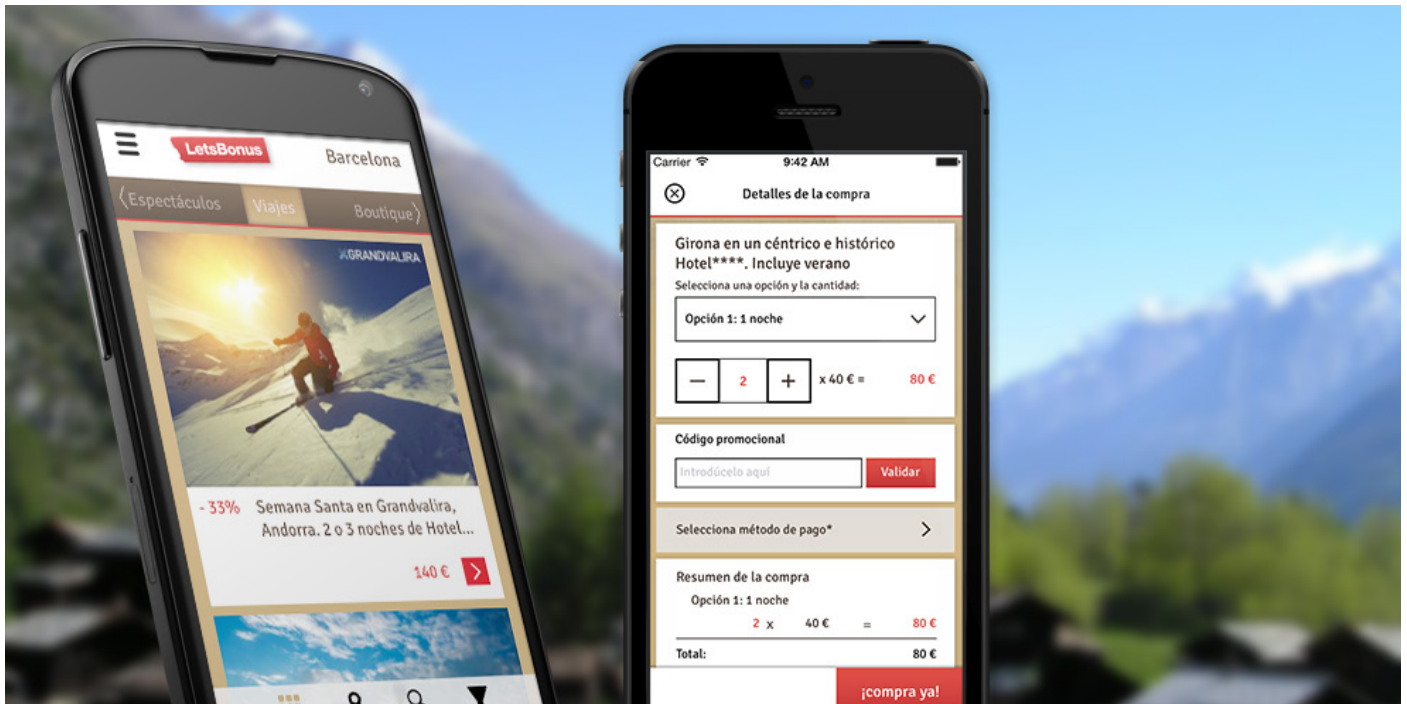 LetsBonus
Barcelona
Espectáculos
Viajes
Boutique
GRANDVALIRA
- 33%
Semana Santa en Grandvalira,
Andorra. 2 o 3 noches de Hotel...
140 €
Carrier
9:42 AM
Detalles de la compra
Girona en un céntrico e histórico
Hotel****. Incluye verano
Selecciona una opción y la cantidad:
Opción 1: 1 noche
— 2 + x 40 € = 80 €
Código promocional
Introdúcelo aquí
Validar
Selecciona método de pago*
Resumen de la compra
Opción 1: 1 noche
2 x 40 € = 80 €
Total: 80 €
¡compra ya!